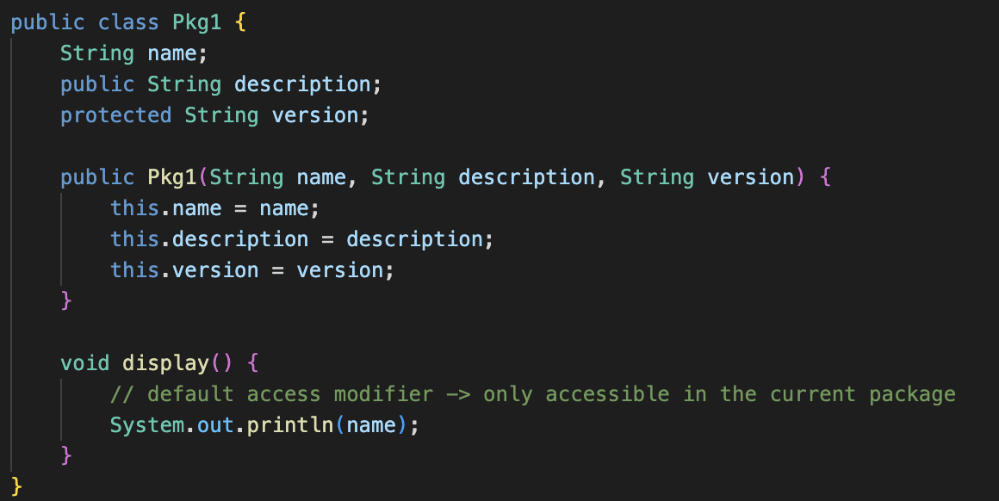 public class Pkg1 {
    String name;
    public String description;
    protected String version;

    public Pkg1(String name, String description, String version) {
        this.name = name;
        this.description = description;
        this.version = version;
    }

    void display() {
        // default access modifier -> only accessible in the current package
        System.out.println(name);
    }
}